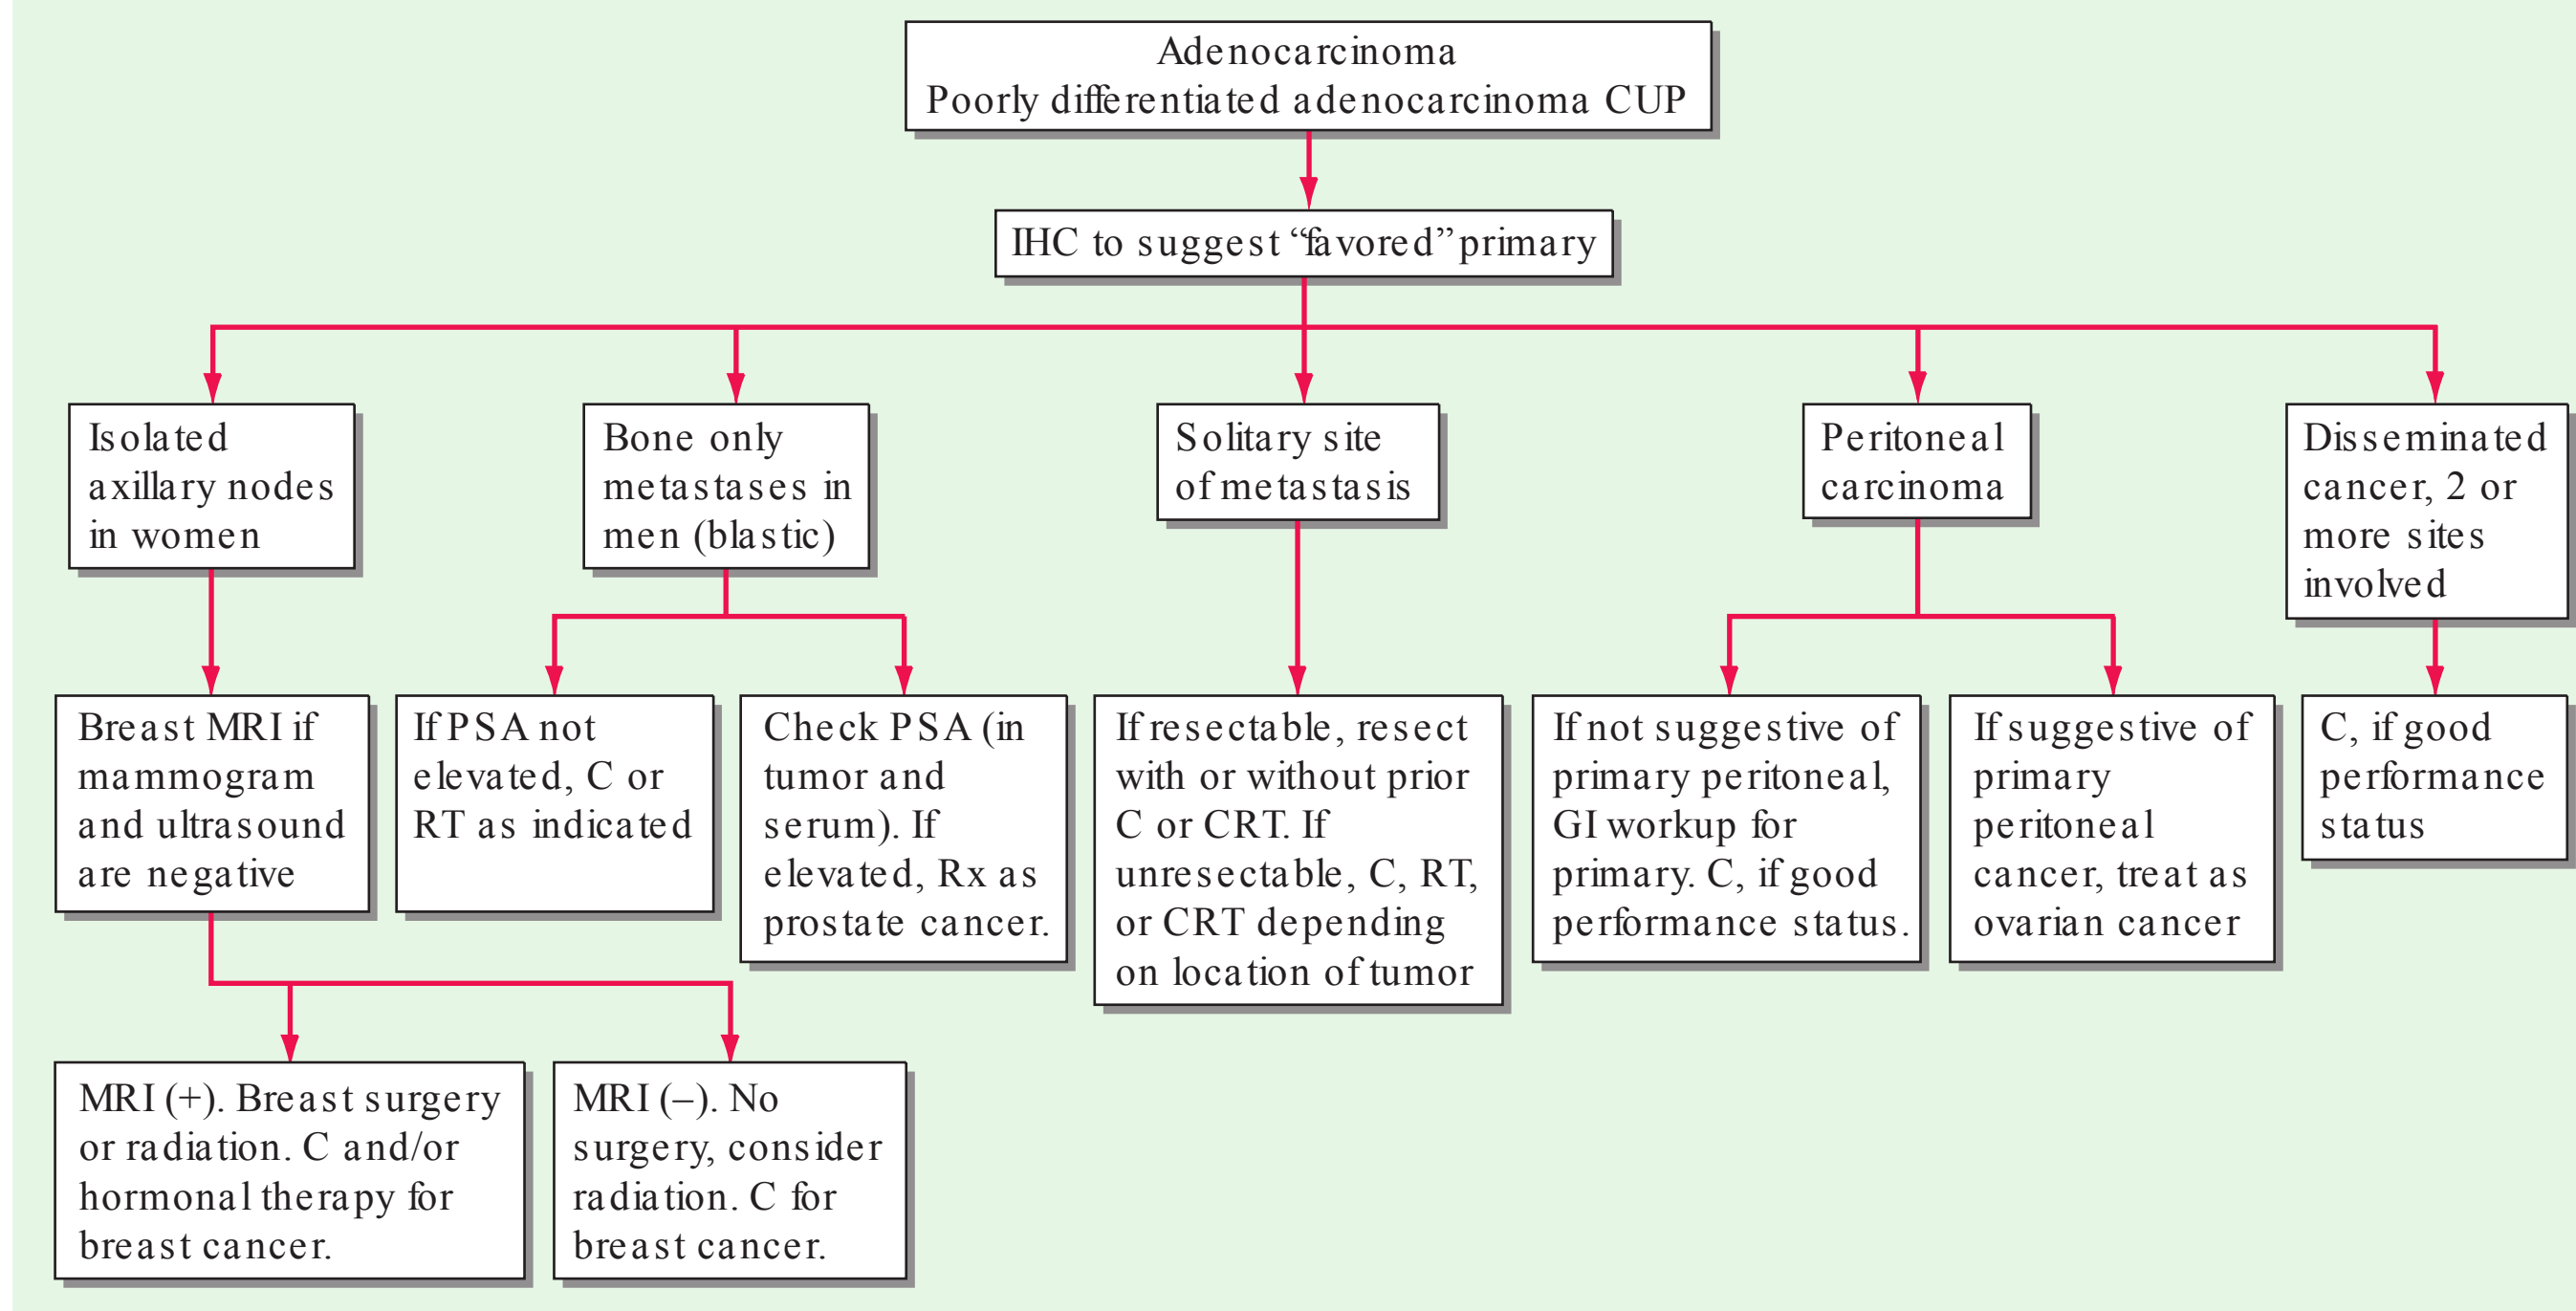 Adenocarcinoma
Poorly differentiated adenocarcinoma CUP
IHC to suggest “favored” primary
Isolated
axillary nodes
in women
Bone only
metastases in
men (blastic)
Solitary site
of metastasis
Peritoneal
carcinoma
Disseminated
cancer, 2 or
more sites
involved
Breast MRI if
mammogram
and ultrasound
are negative
If PSA not
elevated, C or
RT as indicated
Check PSA (in
tumor and
serum). If
elevated, Rx as
prostate cancer.
If resectable, resect
with or without prior
C or CRT. If
unresectable, C, RT,
or CRT depending
on location of tumor
If not suggestive of
primary peritoneal,
GI workup for
primary. C, if good
performance status.
If suggestive of
primary
peritoneal
cancer, treat as
ovarian cancer
C, if good
performance
status
MRI (+). Breast surgery
or radiation. C and/or
hormonal therapy for
breast cancer.
MRI (–). No
surgery, consider
radiation. C for
breast cancer.